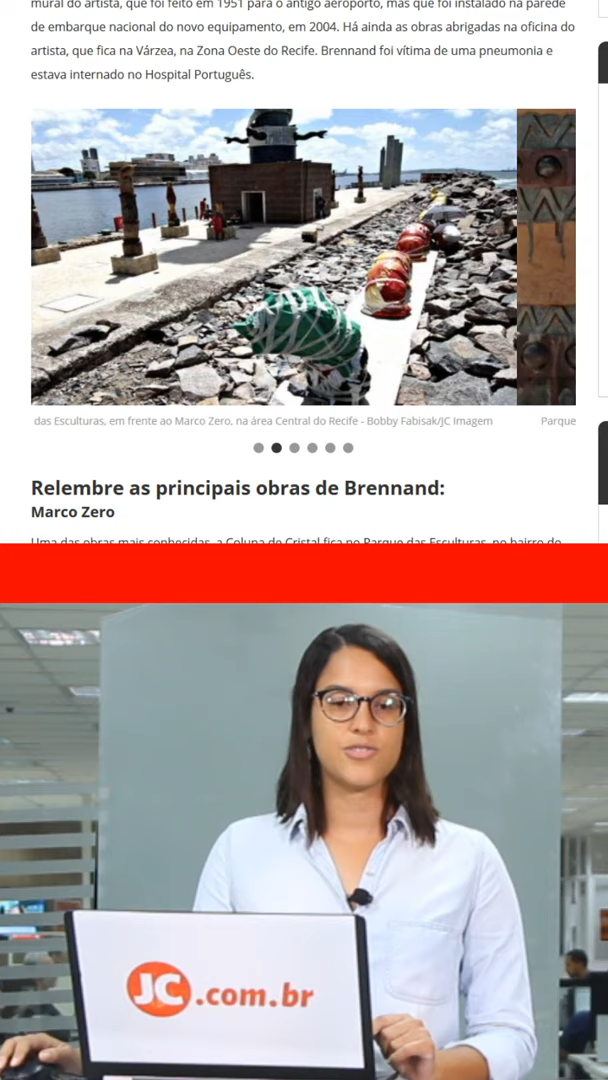 mural do artista, que foi feito em 1951 para o antigo aeroporto, mas que foi instalado na parede
de embarque nacional do novo equipamento, em 2004. Há ainda as obras abrigadas na oficina do
artista, que fica na Várzea, na Zona Oeste do Recife. Brennand foi vítima de uma pneumonia e
estava internado no Hospital Português.
das Esculturas, em frente ao Marco Zero, na área Central do Recife - Bobby Fabisak/JC Imagem
Parque
Relembre as principais obras de Brennand:
Marco Zero
Uma das obras mais conhecidas, a Coluna de Cristal fica no Parque das Esculturas, no bairro do
JC.com.br